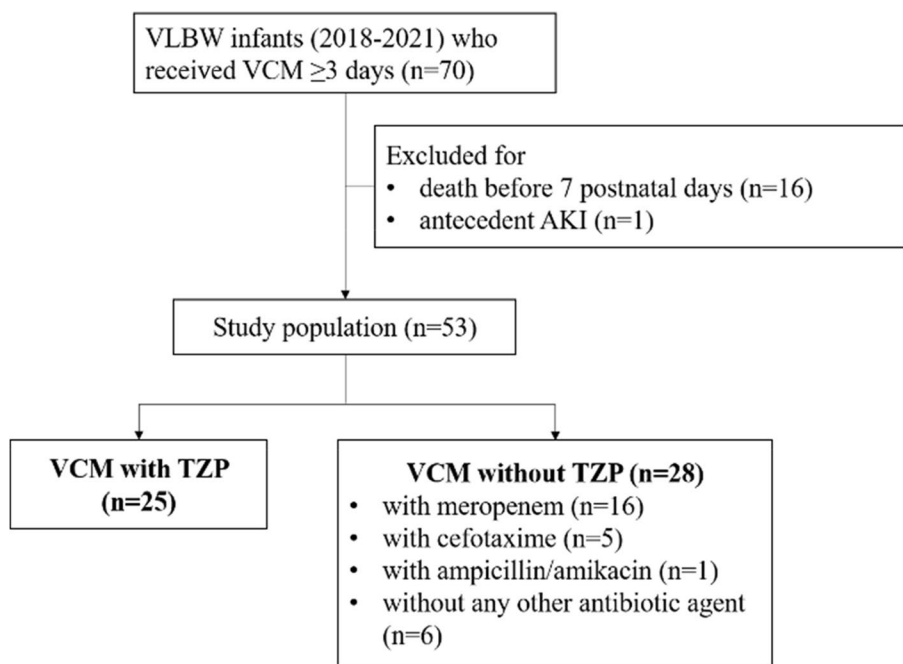 VLBW infants (2018-2021) who
received VCM ≥3 days (n=70)
Excluded for
• death before 7 postnatal days (n=16)
• antecedent AKI (n=1)
Study population (n=53)
VCM with TZP
(n=25)
VCM without TZP (n=28)
• with meropenem (n=16)
• with cefotaxime (n=5)
• with ampicillin/amikacin (n=1)
• without any other antibiotic agent
(n=6)